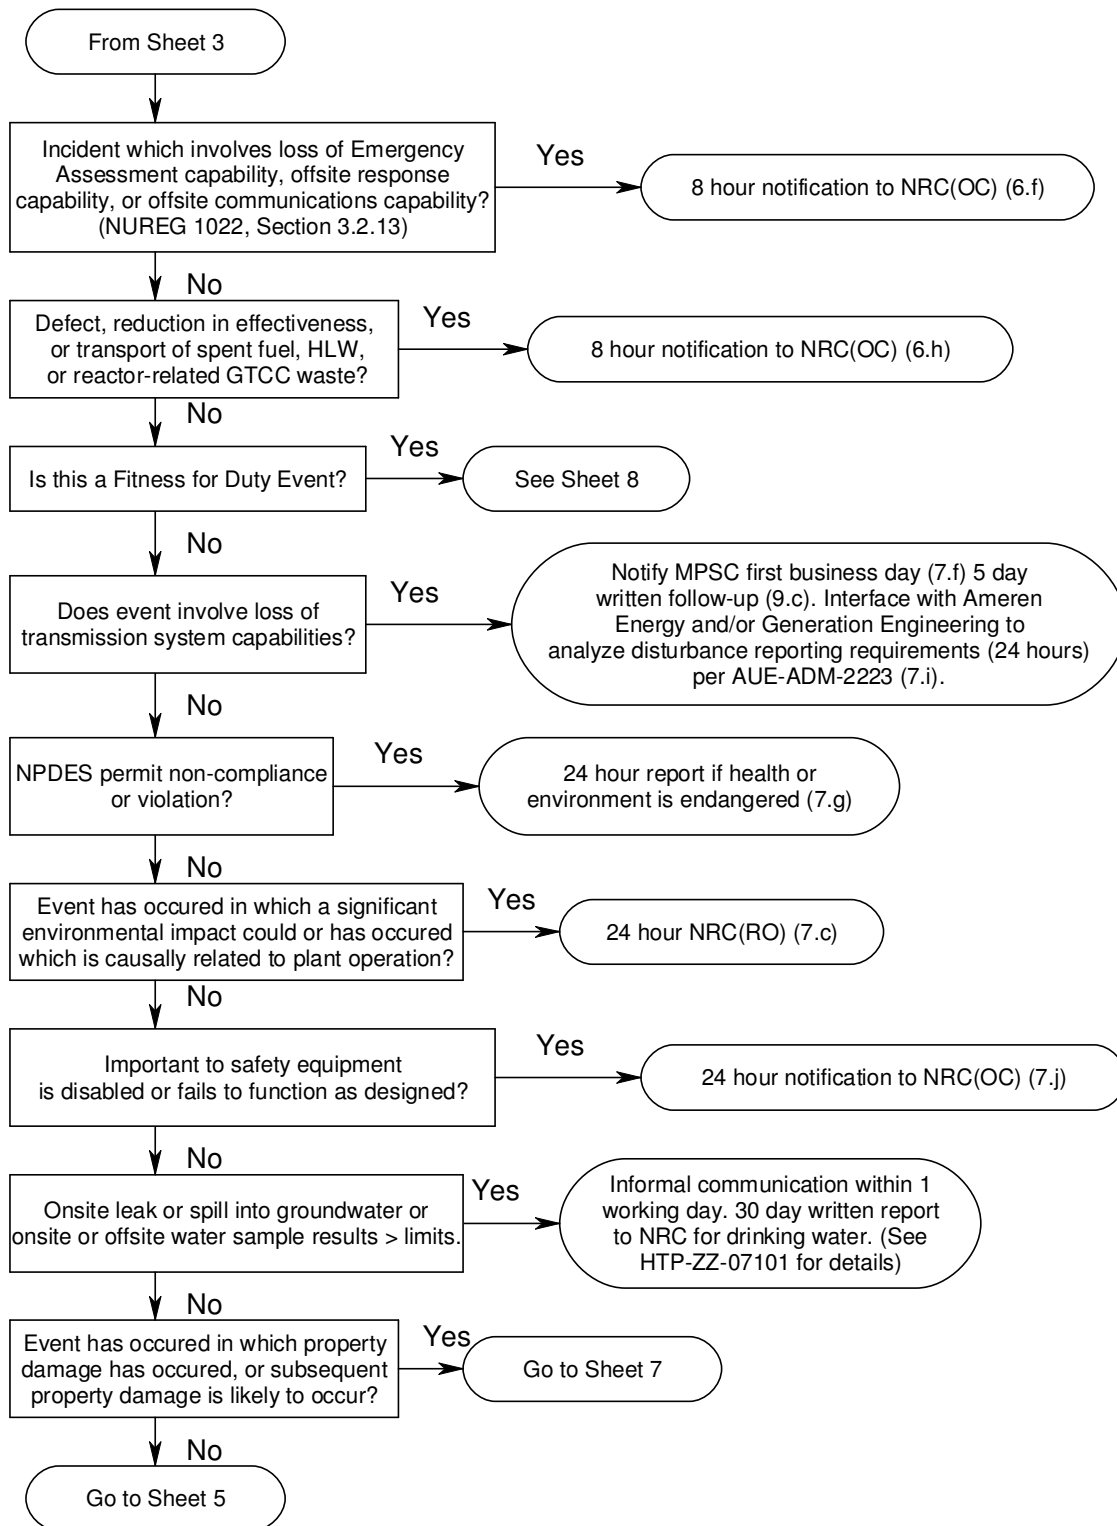 From Sheet 3
Incident which involves loss of Emergency
Assessment capability, offsite response
capability, or offsite communications capability?
(NUREG 1022, Section 3.2.13)
Yes
8 hour notification to NRC(OC) (6.f)
No
Defect, reduction in effectiveness,
or transport of spent fuel, HLW,
or reactor-related GTCC waste?
Yes
8 hour notification to NRC(OC) (6.h)
No
Is this a Fitness for Duty Event?
Yes
See Sheet 8
No
Does event involve loss of
transmission system capabilities?
Yes
Notify MPSC first business day (7.f) 5 day
written follow-up (9.c). Interface with Ameren
Energy and/or Generation Engineering to
analyze disturbance reporting requirements (24 hours)
per AUE-ADM-2223 (7.i).
No
NPDES permit non-compliance
or violation?
Yes
24 hour report if health or
environment is endangered (7.g)
No
Event has occured in which a significant
environmental impact could or has occured
which is causally related to plant operation?
Yes
24 hour NRC(RO) (7.c)
No
Important to safety equipment
is disabled or fails to function as designed?
Yes
24 hour notification to NRC(OC) (7.j)
No
Onsite leak or spill into groundwater or
onsite or offsite water sample results > limits.
Yes
Informal communication within 1
working day. 30 day written report
to NRC for drinking water. (See
HTP-ZZ-07101 for details)
No
Event has occured in which property
damage has occured, or subsequent
property damage is likely to occur?
Yes
Go to Sheet 7
No
Go to Sheet 5